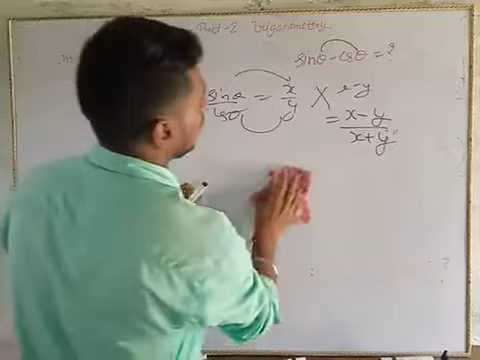 Part-2 Trigonometry
sinθ - cosθ = ?
sinθ/cosθ = x/y X x-y
= x-y/x+y